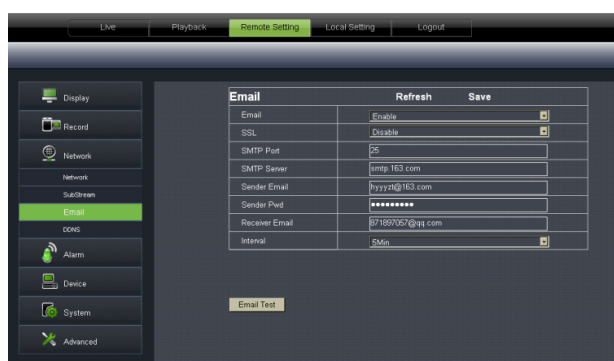 Live Playback Remote Setting Local Setting Logout
Display
Record
Network
Network
SubStream
Email
DDNS
Alarm
Device
System
Advanced
Email Refresh Save
Email Enable
SSL Disable
SMTP Port 25
SMTP Server smtp.163.com
Sender Email hyyyzt@163.com
Sender Pwd •••••••••
Receiver Email 871897057@qq.com
Interval 5Min
Email Test